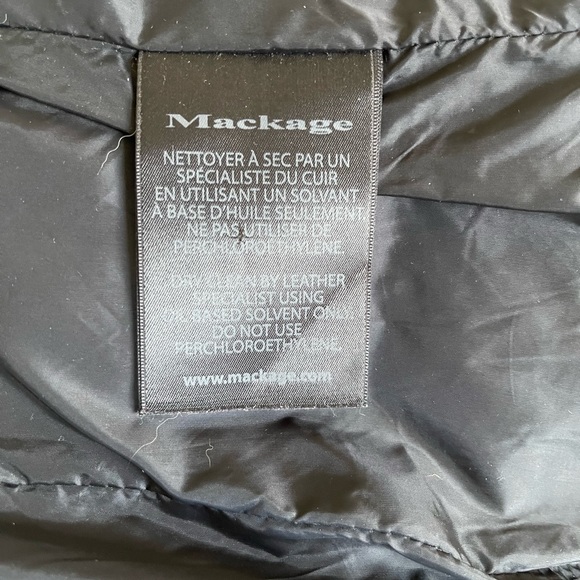 Mackage
NETTOYER À SEC PAR UN
SPÉCIALISTE DU CUIR
EN UTILISANT UN SOLVANT
À BASE D'HUILE SEULEMENT.
NE PAS UTILISER DE
PERCHLOROETHYLÈNE.
DRY CLEAN BY LEATHER
SPECIALIST USING
OIL BASED SOLVENT ONLY.
DO NOT USE
PERCHLOROETHYLENE.
www.mackage.com